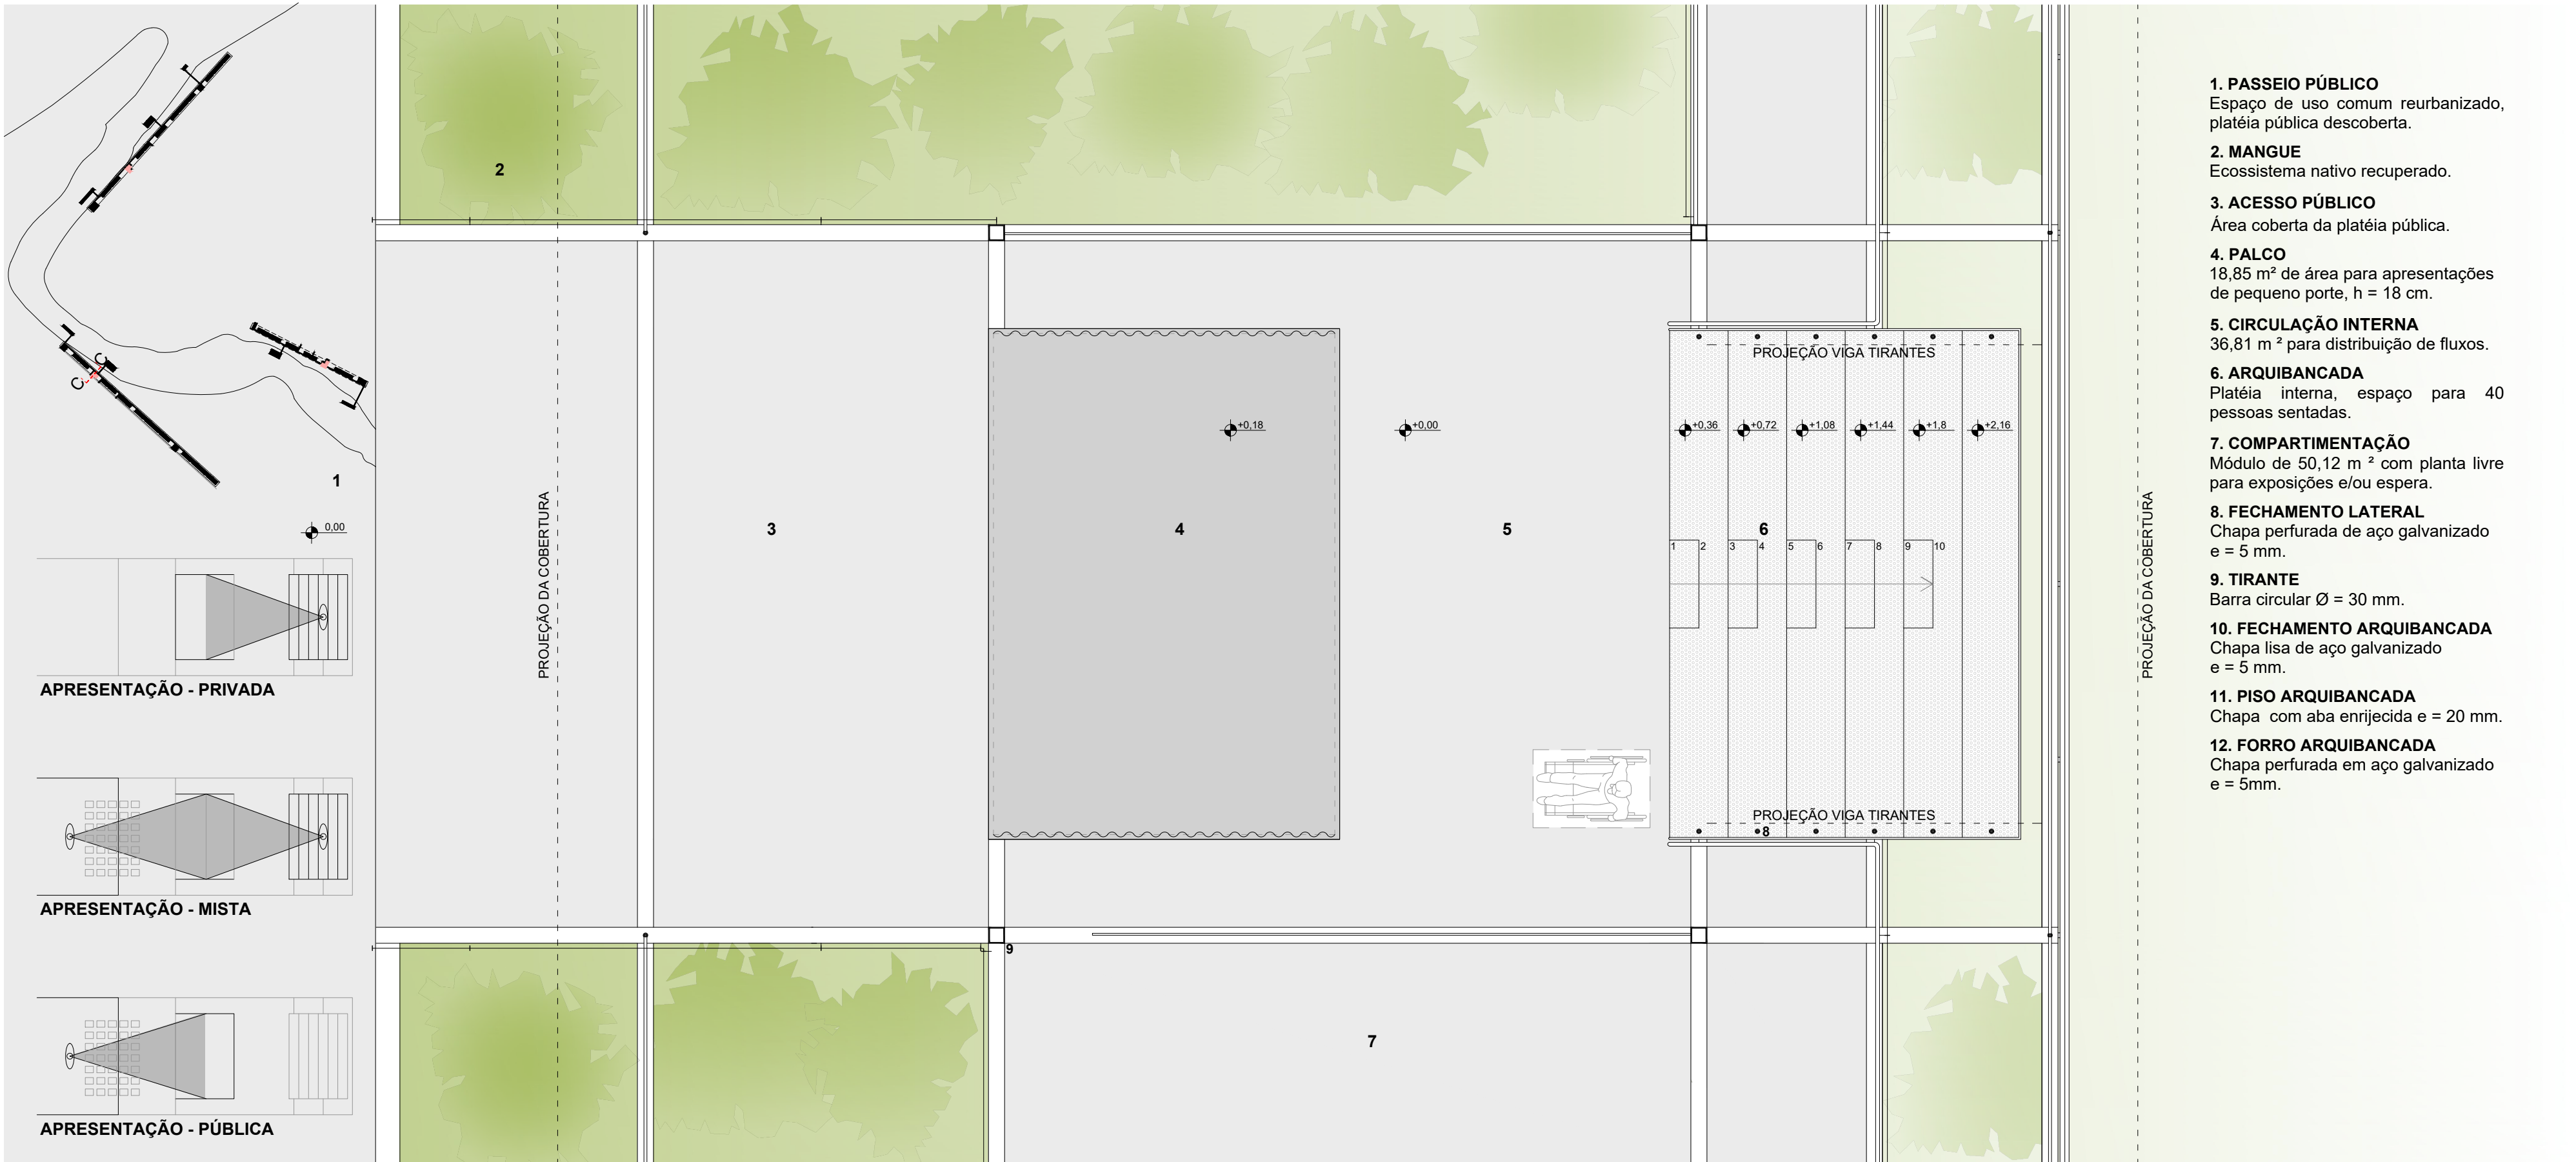 C
C
1
0,00
APRESENTAÇÃO - PRIVADA
APRESENTAÇÃO - MISTA
APRESENTAÇÃO - PÚBLICA
2
PROJEÇÃO DA COBERTURA
3
4
+0,18
+0,00
5
PROJEÇÃO VIGA TIRANTES
+0,36
+0,72
+1,08
+1,44
+1,8
+2,16
6
1 2 3 4 5 6 7 8 9 10
PROJEÇÃO VIGA TIRANTES
8
9
7
PROJEÇÃO DA COBERTURA
1. PASSEIO PÚBLICO
Espaço de uso comum reurbanizado,
platéia pública descoberta.
2. MANGUE
Ecossistema nativo recuperado.
3. ACESSO PÚBLICO
Área coberta da platéia pública.
4. PALCO
18,85 m² de área para apresentações
de pequeno porte, h = 18 cm.
5. CIRCULAÇÃO INTERNA
36,81 m ² para distribuição de fluxos.
6. ARQUIBANCADA
Platéia interna, espaço para 40
pessoas sentadas.
7. COMPARTIMENTAÇÃO
Módulo de 50,12 m ² com planta livre
para exposições e/ou espera.
8. FECHAMENTO LATERAL
Chapa perfurada de aço galvanizado
e = 5 mm.
9. TIRANTE
Barra circular Ø = 30 mm.
10. FECHAMENTO ARQUIBANCADA
Chapa lisa de aço galvanizado
e = 5 mm.
11. PISO ARQUIBANCADA
Chapa com aba enrijecida e = 20 mm.
12. FORRO ARQUIBANCADA
Chapa perfurada em aço galvanizado
e = 5mm.